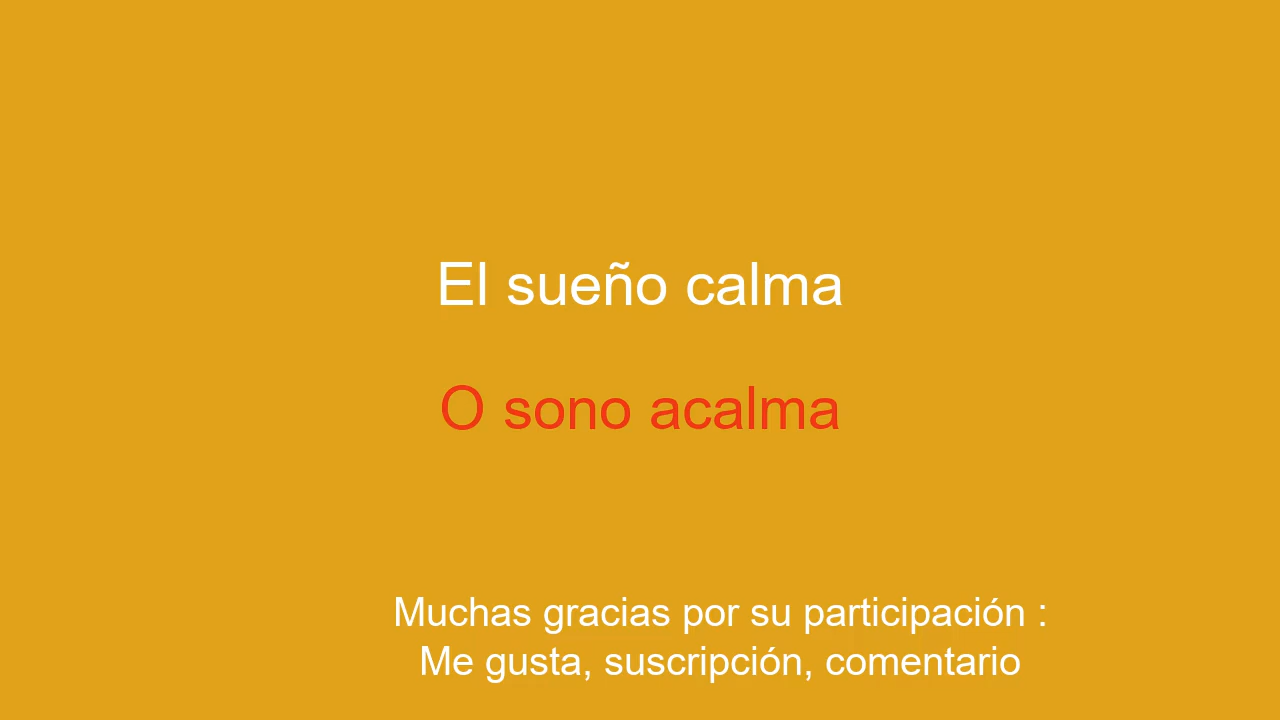 El sueño calma
O sono acalma
Muchas gracias por su participación :
Me gusta, suscripción, comentario